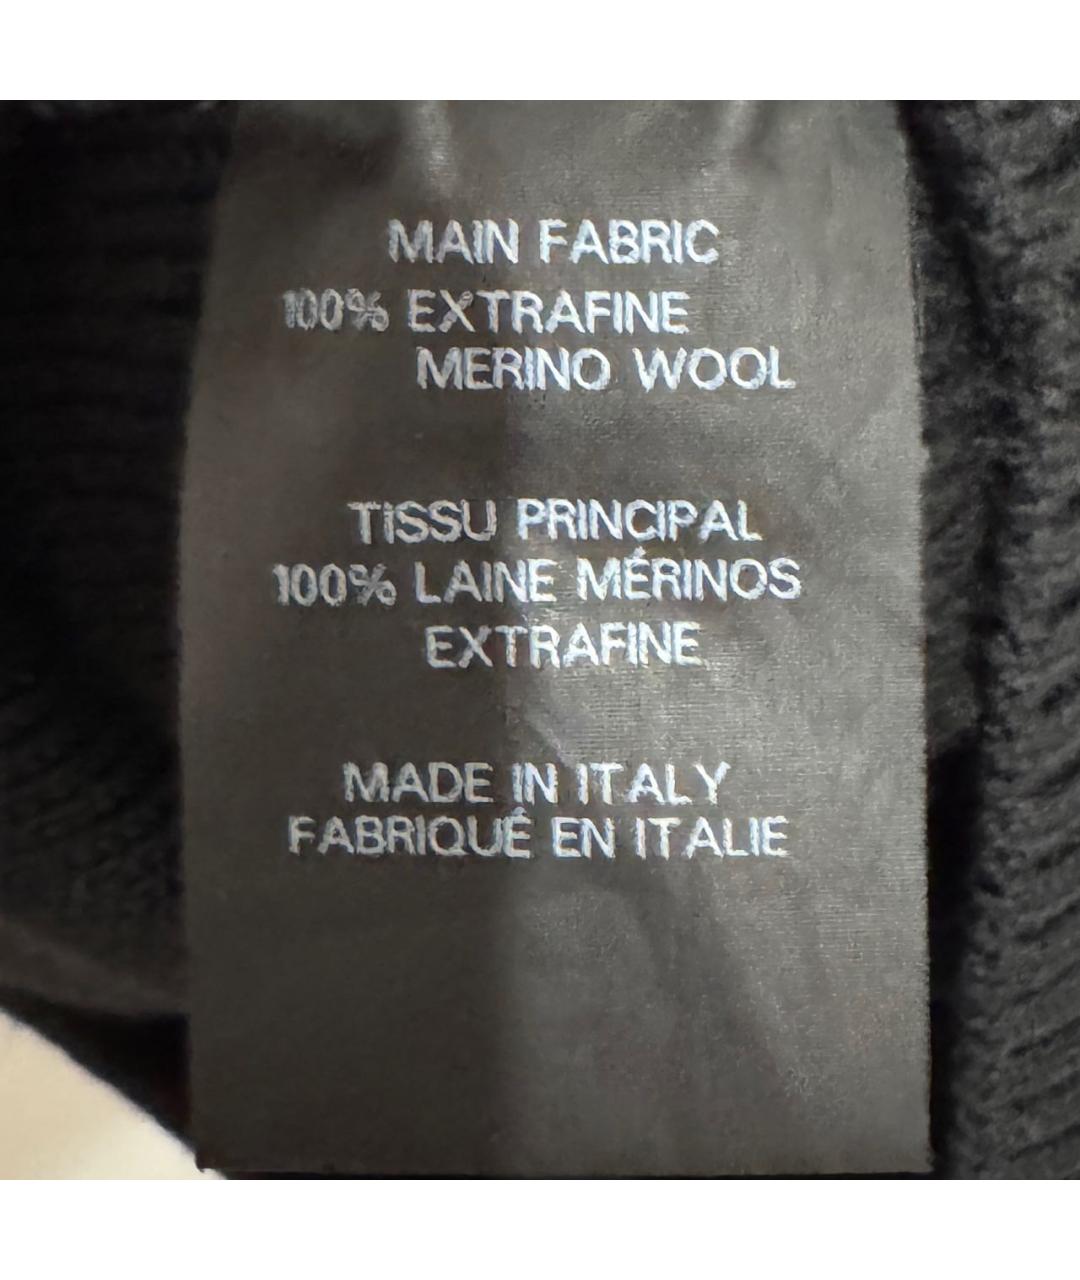 MAIN FABRIC
100% EXTRAFINE
MERINO WOOL
TISSU PRINCIPAL
100% LAINE MÉRINOS
EXTRAFINE
MADE IN ITALY
FABRIQUÉ EN ITALIE